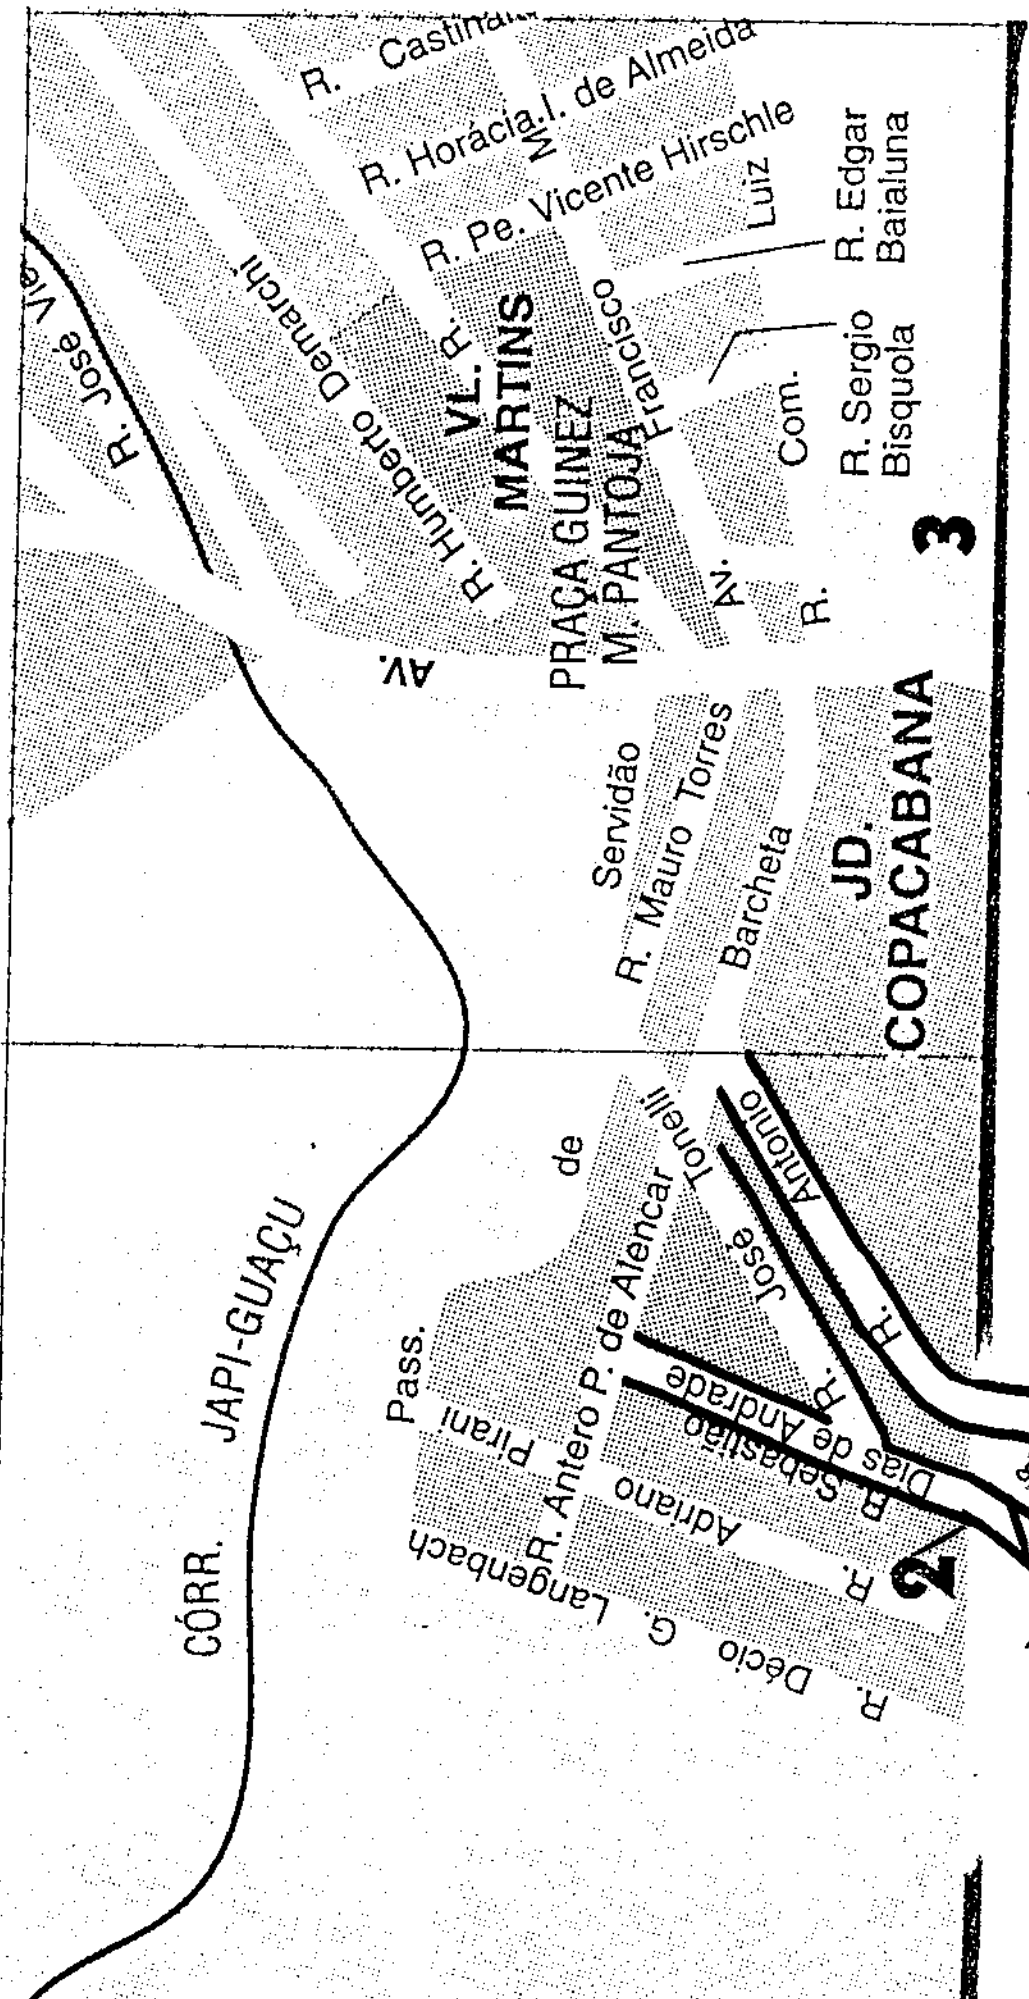 R. Castina
R. Horácia I. de Almeida
M.
R. Pe. Vicente Hirschle
Luiz
R. Edgar
Baialuna
R. José Vie
R. Humberto Demarchi
R.
VL.
MARTINS
PRAÇA GUINEZ
M. PANTOJA
Av. Francisco
R. Com.
R. Sergio
Bisquola
3
AV.
Servidão
R. Mauro Torres
Barcheta
JD.
COPACABANA
CÓRR. JAPI-GUAÇU
Pass. de
R. Antero P. de Alencar
R. José Tonelli
R. Antonio
R. Sebastião
Dias de Andrade
R. Adriano Pirani
R. Décio G. Langenbach
2